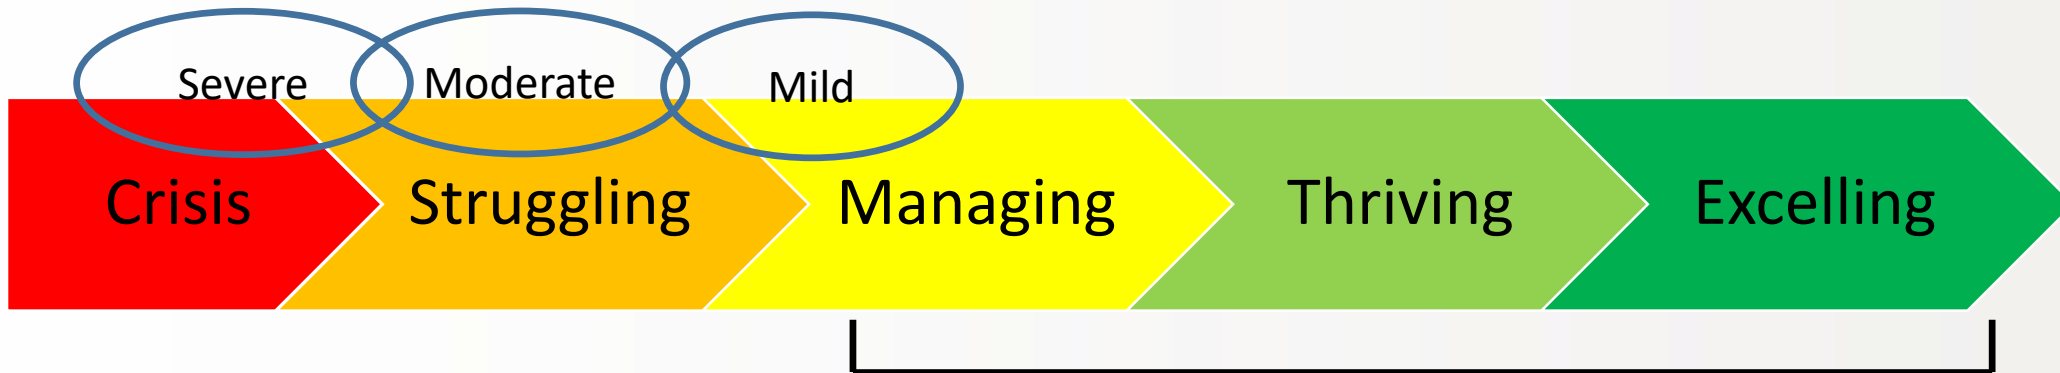 Severe Moderate Mild
Crisis Struggling Managing Thriving Excelling